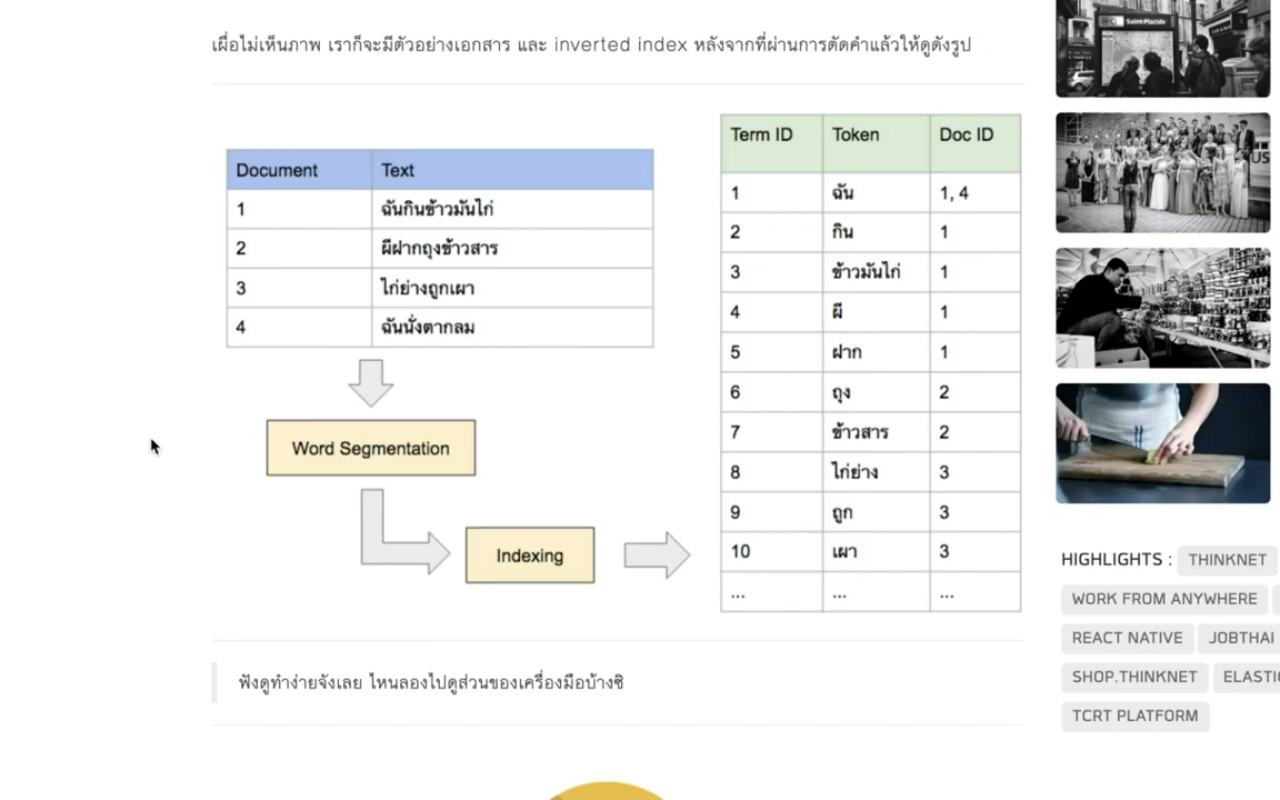 เผื่อไม่เห็นภาพ เราก็จะมีตัวอย่างเอกสาร และ inverted index หลังจากที่ผ่านการตัดคำแล้วให้ดูดังรูป
Document Text
1 ฉันกินข้าวมันไก่
2 ผีฝากถุงข้าวสาร
3 ไก่ย่างถูกเผา
4 ฉันนั่งตากลม
Word Segmentation
Indexing
Term ID Token Doc ID
1 ฉัน 1, 4
2 กิน 1
3 ข้าวมันไก่ 1
4 ผี 1
5 ฝาก 1
6 ถุง 2
7 ข้าวสาร 2
8 ไก่ย่าง 3
9 ถูก 3
10 เผา 3
... ... ...
ฟังดูทำง่ายจังเลย ไหนลองไปดูส่วนของเครื่องมือบ้างซิ
Saint-Placide
US
HIGHLIGHTS : THINKNET
WORK FROM ANYWHERE
REACT NATIVE JOBTHAI
SHOP.THINKNET ELASTI
TCRT PLATFORM